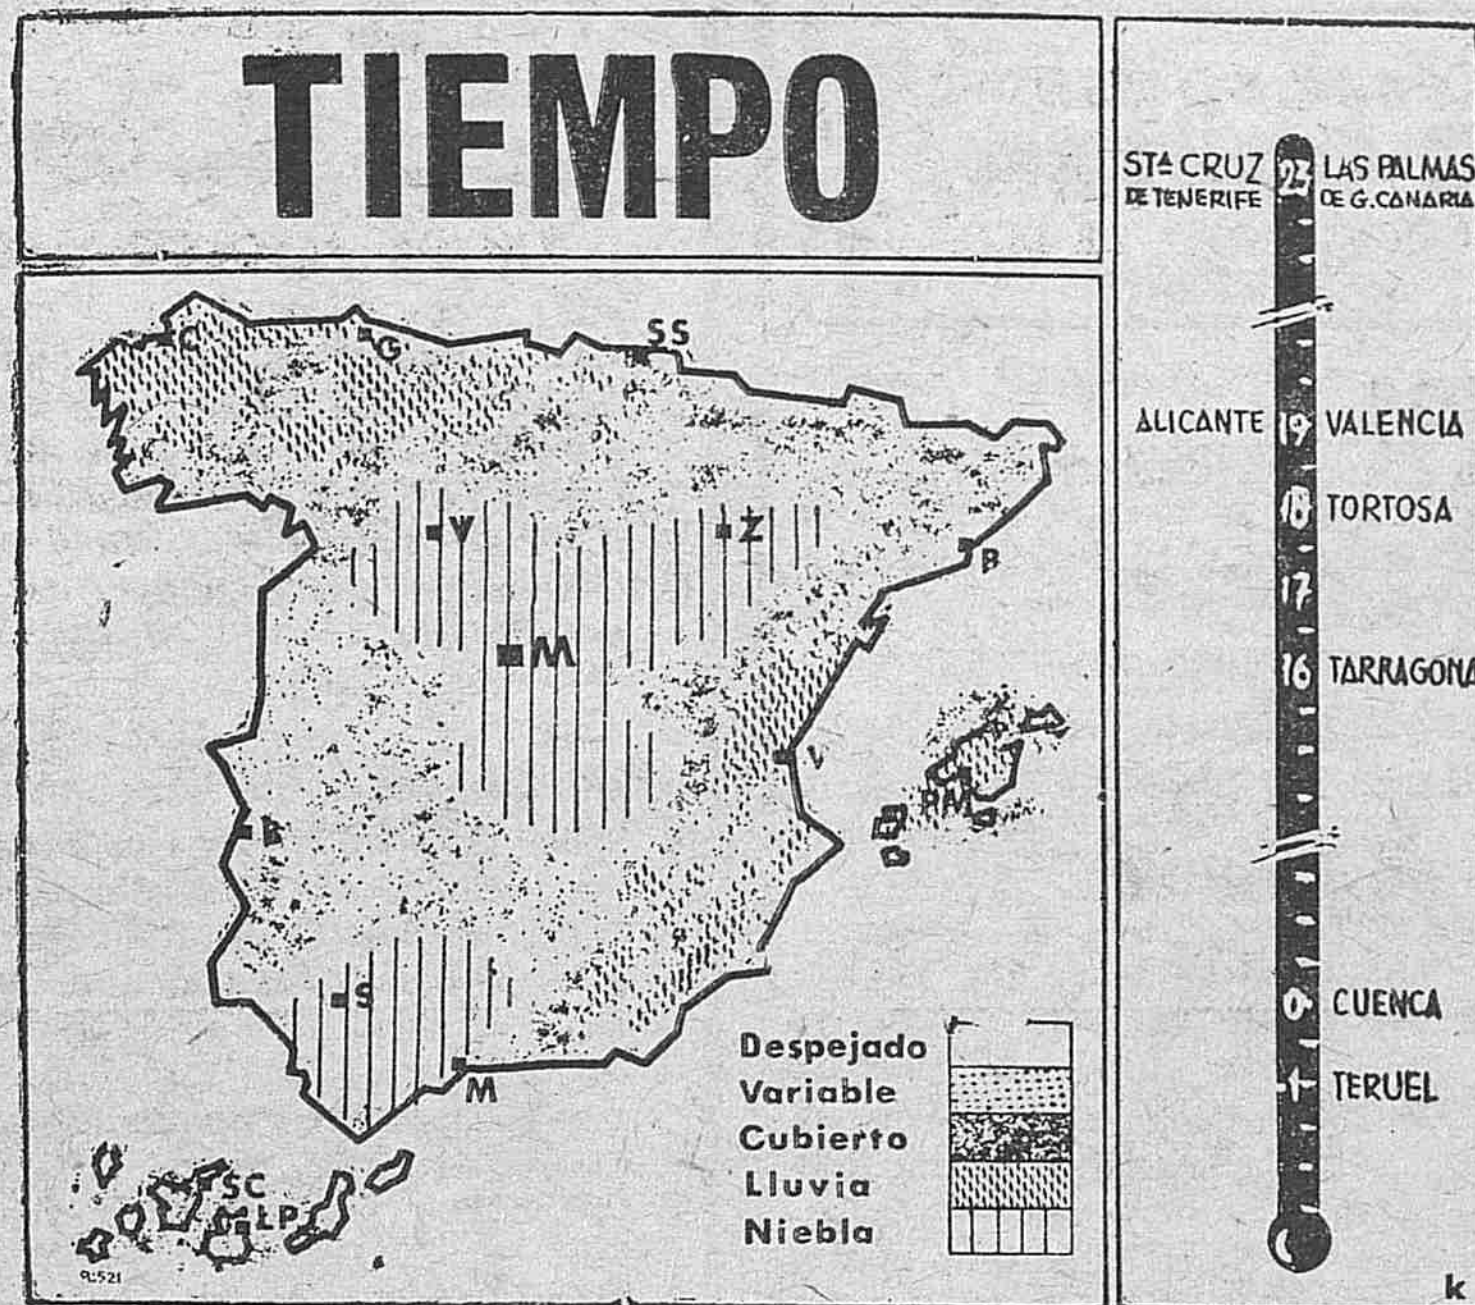 TIEMPO
STA CRUZ 23 LAS PALMAS
DE TENERIFE DE G. CANARIA
ALICANTE 19 VALENCIA
18 TORTOSA
17
16 TARRAGONA
0 CUENCA
-1 TERUEL
k
C
G
SS
V
Z
B
M
V
PM
B
S
M
SC
LP
Despejado
Variable
Cubierto
Lluvia
Niebla